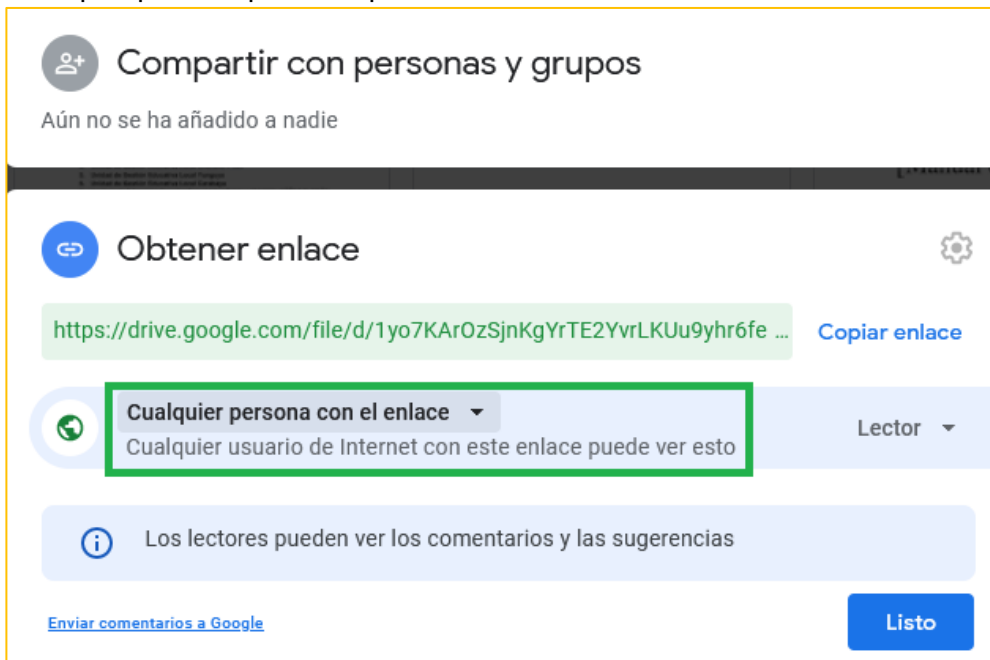 Compartir con personas y grupos
Aún no se ha añadido a nadie
Obtener enlace
https://drive.google.com/file/d/1yo7KArOzSjnKgYrTE2YvrLKUu9yhr6fe ...
Copiar enlace
Cualquier persona con el enlace
Cualquier usuario de Internet con este enlace puede ver esto
Lector
Los lectores pueden ver los comentarios y las sugerencias
Enviar comentarios a Google
Listo